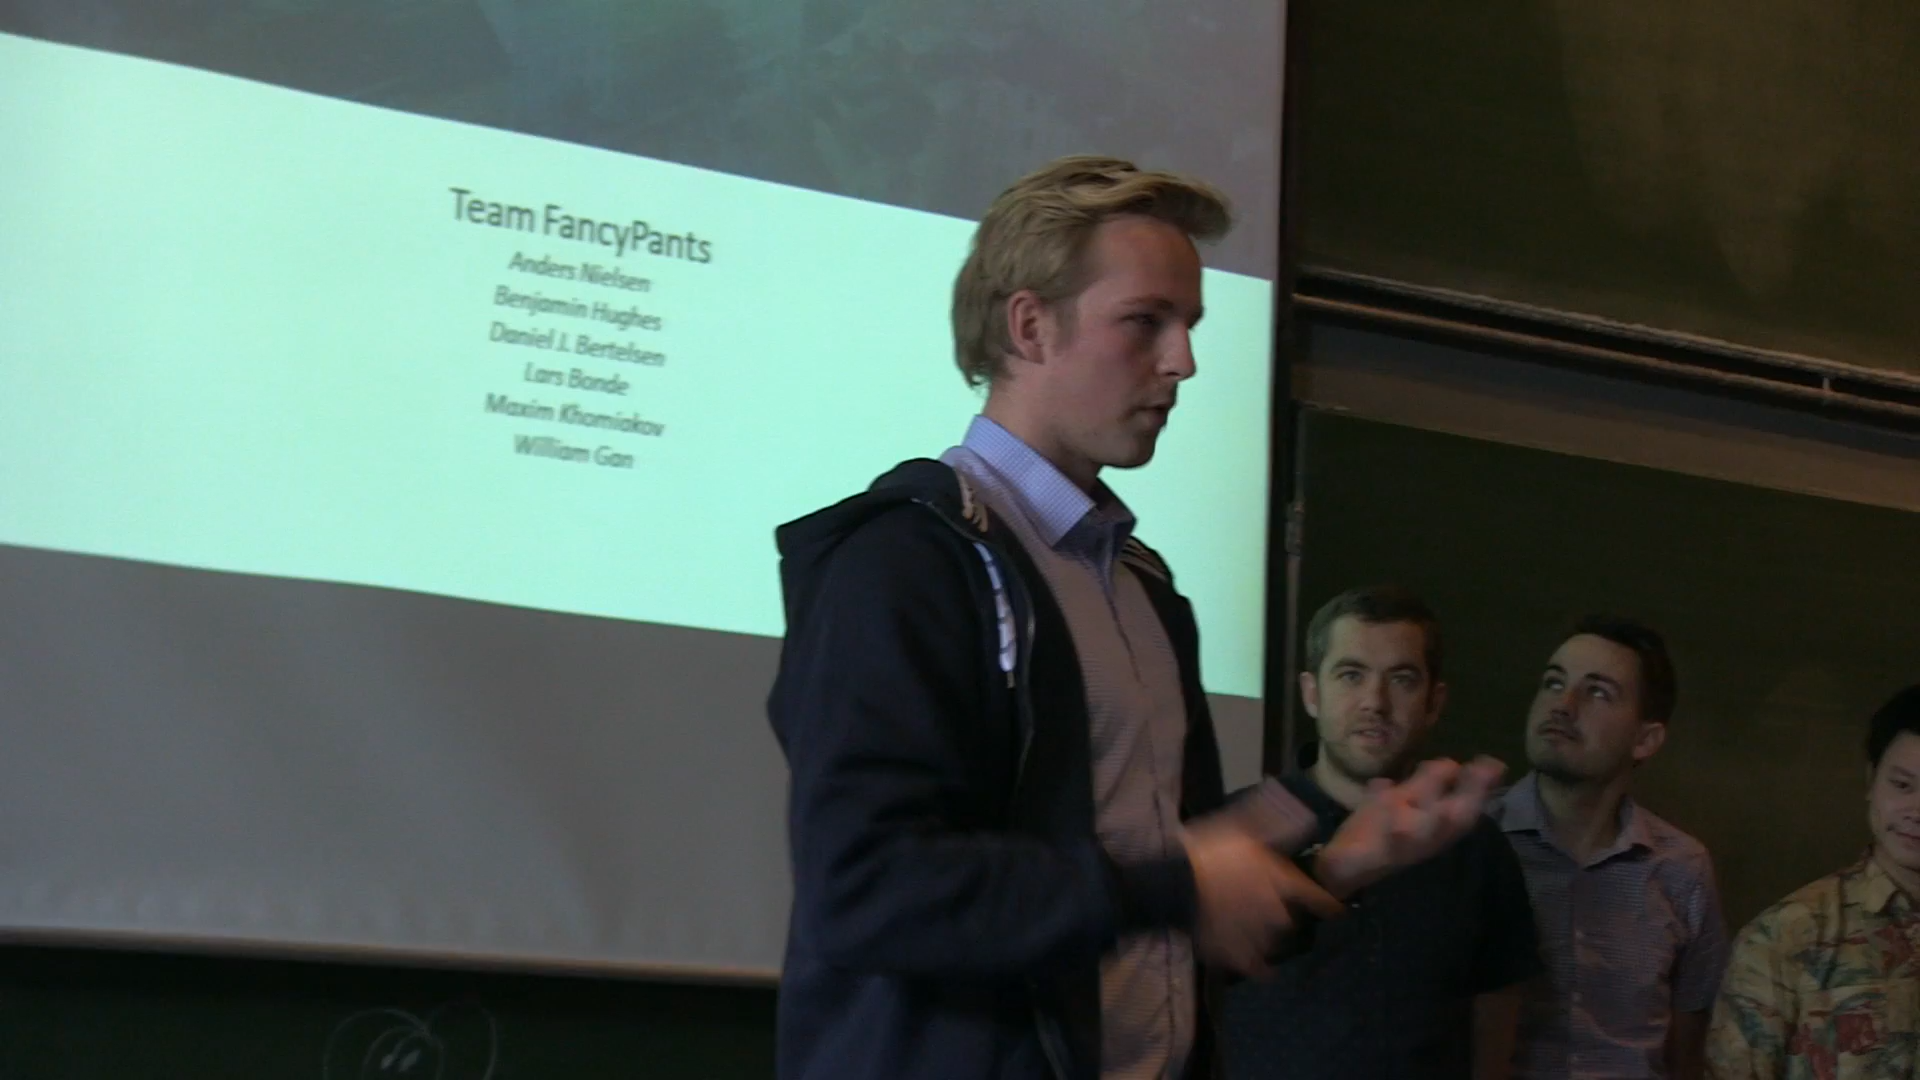 Team FancyPants
Anders Nielsen
Benjamin Hughes
Daniel J. Bertelsen
Lars Bonde
Maxim Khomiakov
William Gan